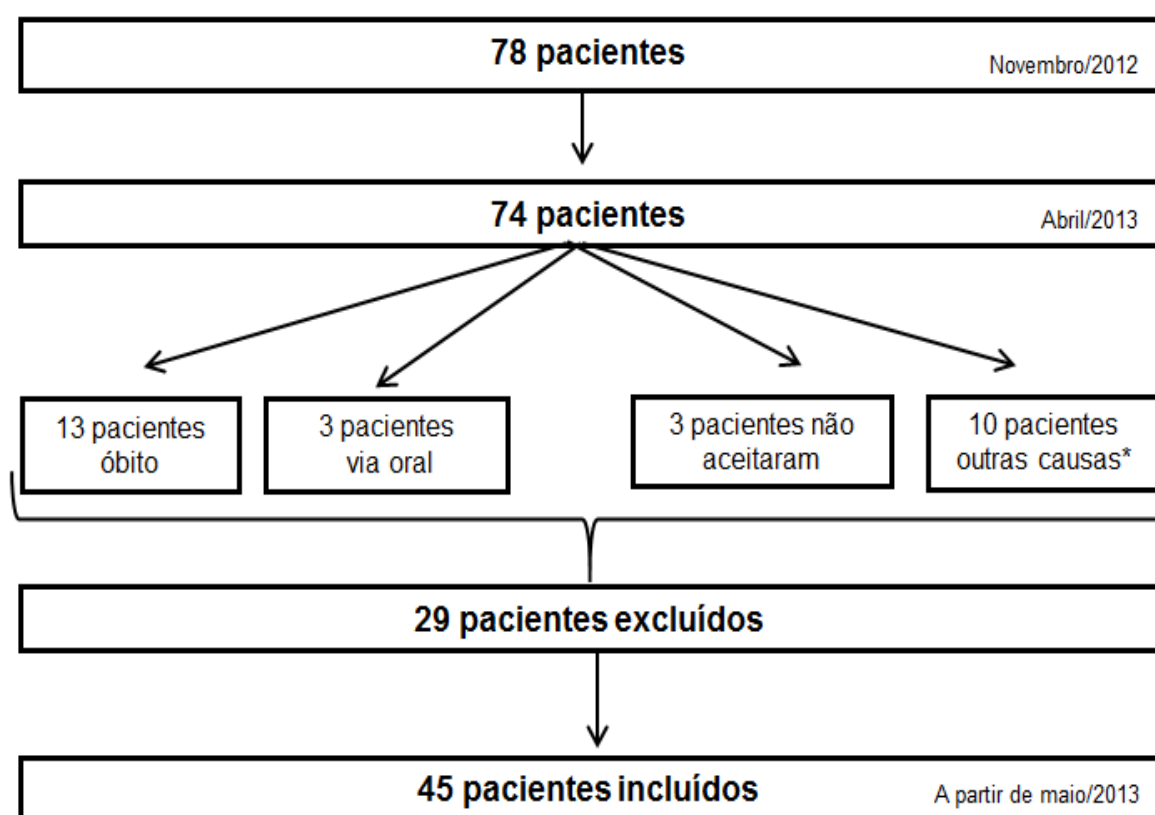 78 pacientes
Novembro/2012
74 pacientes
Abril/2013
13 pacientes
óbito
3 pacientes
via oral
3 pacientes não
aceitaram
10 pacientes
outras causas*
29 pacientes excluídos
45 pacientes incluídos
A partir de maio/2013